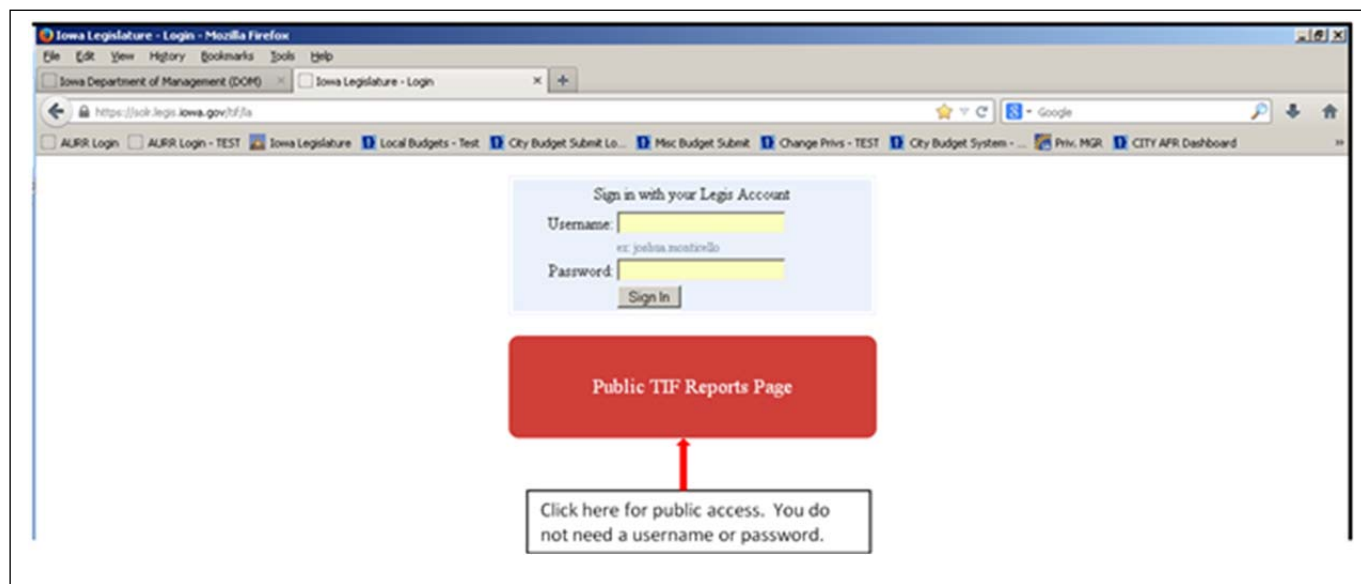 Iowa Legislature - Login - Mozilla Firefox
File Edit View History Bookmarks Tools Help
Iowa Department of Management (DOM) × Iowa Legislature - Login × +
https://solr.legis.iowa.gov/tif/la Google
AURR Login AURR Login - TEST Iowa Legislature Local Budgets - Test City Budget Submit Lo... Misc Budget Submit Change Privs - TEST City Budget System - ... Priv. MGR CITY AFR Dashboard »
Sign in with your Legis Account
Username:
ex: joshua.monticello
Password:
Sign In
Public TIF Reports Page
Click here for public access. You do
not need a username or password.